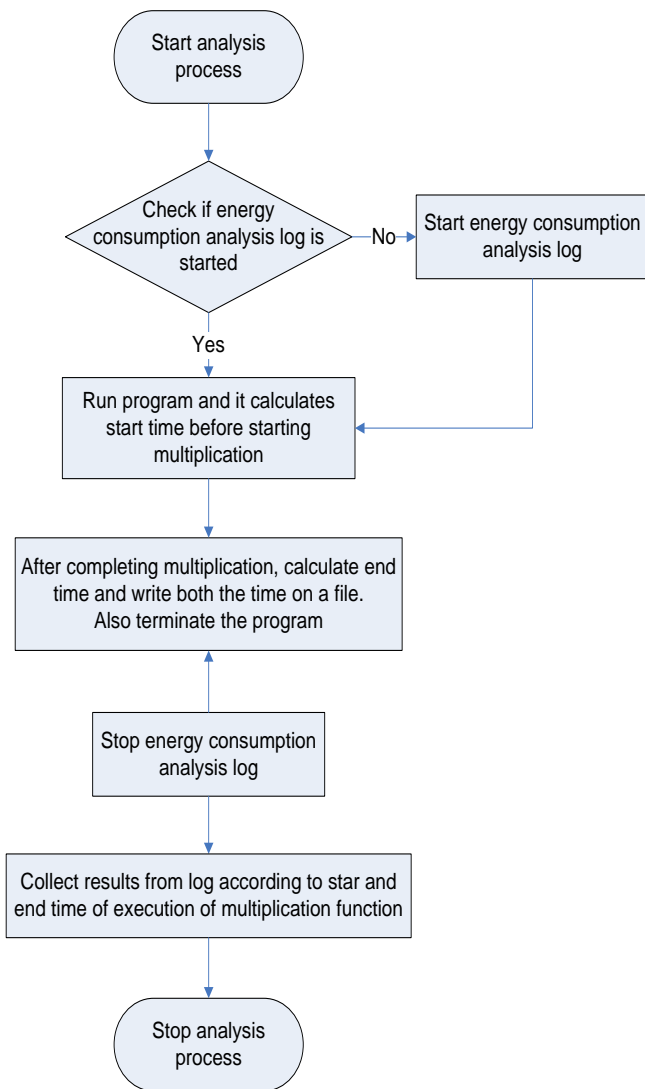 Start analysis
process
Check if energy
consumption analysis log is
started
No
Start energy consumption
analysis log
Yes
Run program and it calculates
start time before starting
multiplication
After completing multiplication, calculate end
time and write both the time on a file.
Also terminate the program
Stop energy consumption
analysis log
Collect results from log according to star and
end time of execution of multiplication function
Stop analysis
process